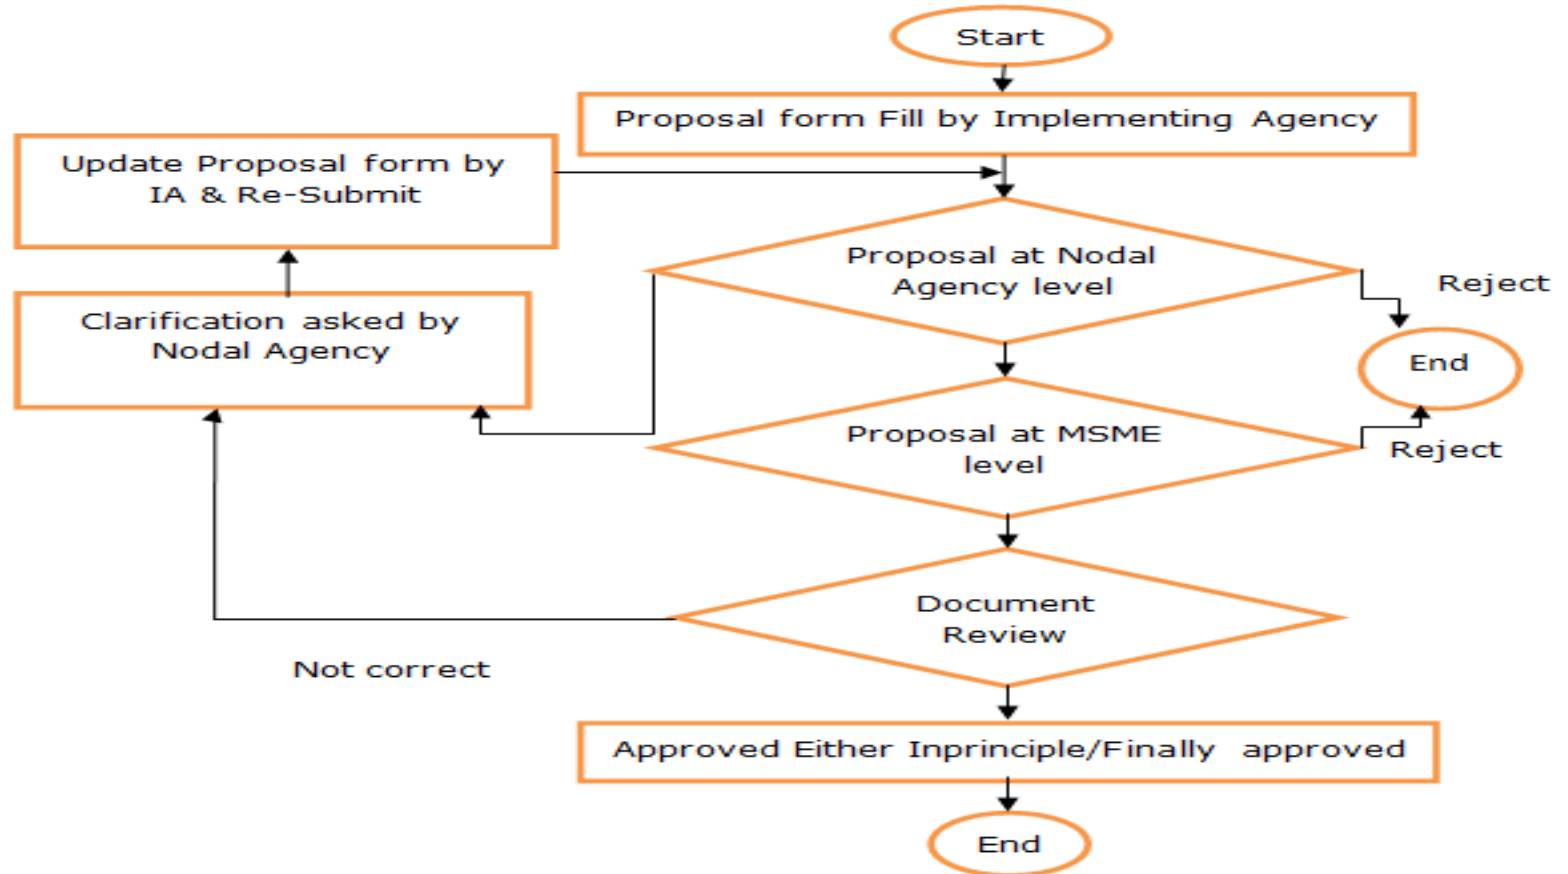 Start
Proposal form Fill by Implementing Agency
Update Proposal form by
IA & Re-Submit
Proposal at Nodal
Agency level
Reject
Clarification asked by
Nodal Agency
End
Proposal at MSME
level
Reject
Document
Review
Not correct
Approved Either Inprinciple/Finally approved
End